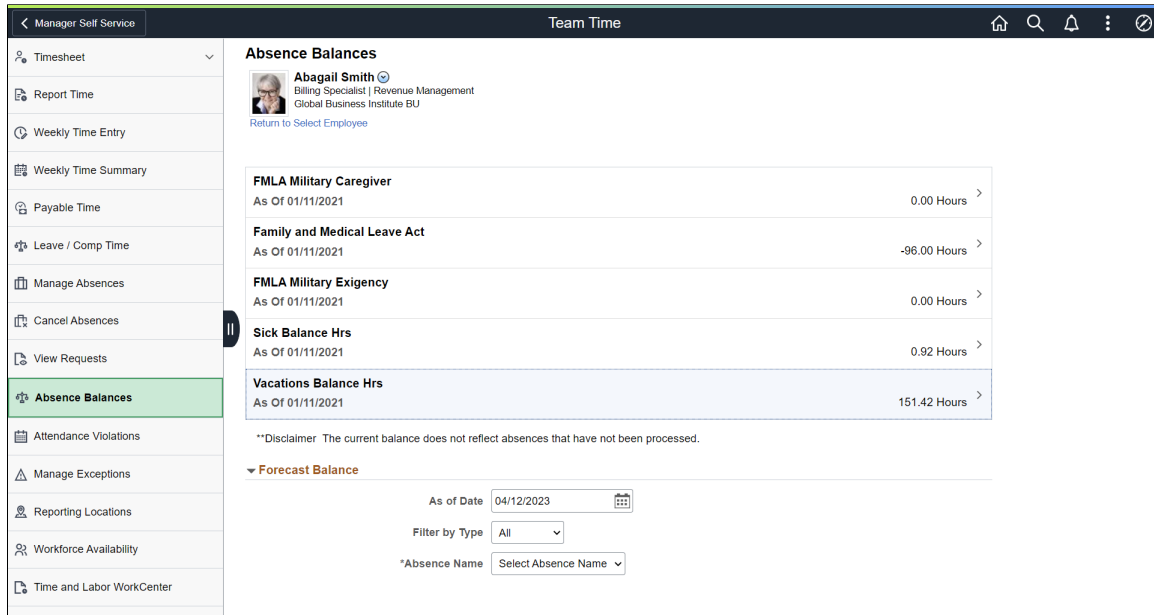 Manager Self Service
Team Time
Timesheet
Report Time
Weekly Time Entry
Weekly Time Summary
Payable Time
Leave / Comp Time
Manage Absences
Cancel Absences
View Requests
Absence Balances
Attendance Violations
Manage Exceptions
Reporting Locations
Workforce Availability
Time and Labor WorkCenter
Absence Balances
Abagail Smith
Billing Specialist | Revenue Management
Global Business Institute BU
Return to Select Employee
FMLA Military Caregiver
As Of 01/11/2021 0.00 Hours
Family and Medical Leave Act
As Of 01/11/2021 -96.00 Hours
FMLA Military Exigency
As Of 01/11/2021 0.00 Hours
Sick Balance Hrs
As Of 01/11/2021 0.92 Hours
Vacations Balance Hrs
As Of 01/11/2021 151.42 Hours
**Disclaimer The current balance does not reflect absences that have not been processed.
Forecast Balance
As of Date 04/12/2023
Filter by Type All
*Absence Name Select Absence Name